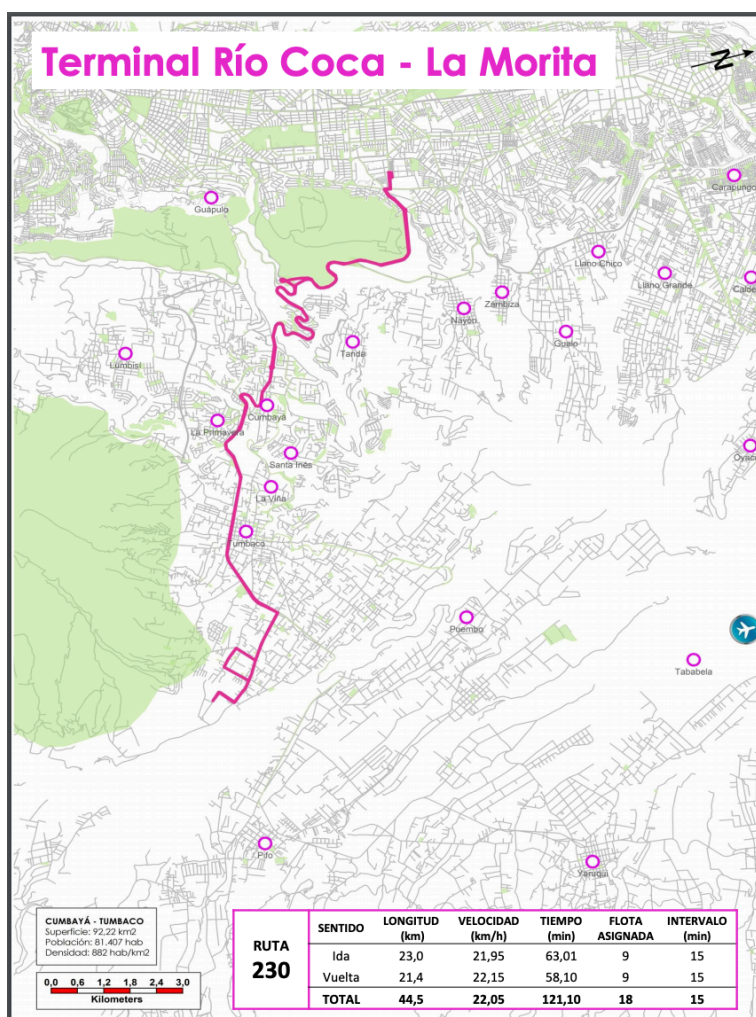 Terminal Río Coca - La Morita
N
Carapungo
Guápulo
Llano Chico
Llano Grande
Zámbiza
Nayón
Gualo
Tanda
Lumbisí
Cumbayá
La Primavera
Santa Inés
La Viña
Tumbaco
Puembo
Tababela
Pifo
Yaruquí
CUMBAYÁ - TUMBACO
Superficie: 92,22 km2
Población: 81.407 hab
Densidad: 882 hab/km2
0,0 0,6 1,2 1,8 2,4 3,0
Kilometers
RUTA
230
SENTIDO LONGITUD (km) VELOCIDAD (km/h) TIEMPO (min) FLOTA ASIGNADA INTERVALO (min)
Ida 23,0 21,95 63,01 9 15
Vuelta 21,4 22,15 58,10 9 15
TOTAL 44,5 22,05 121,10 18 15